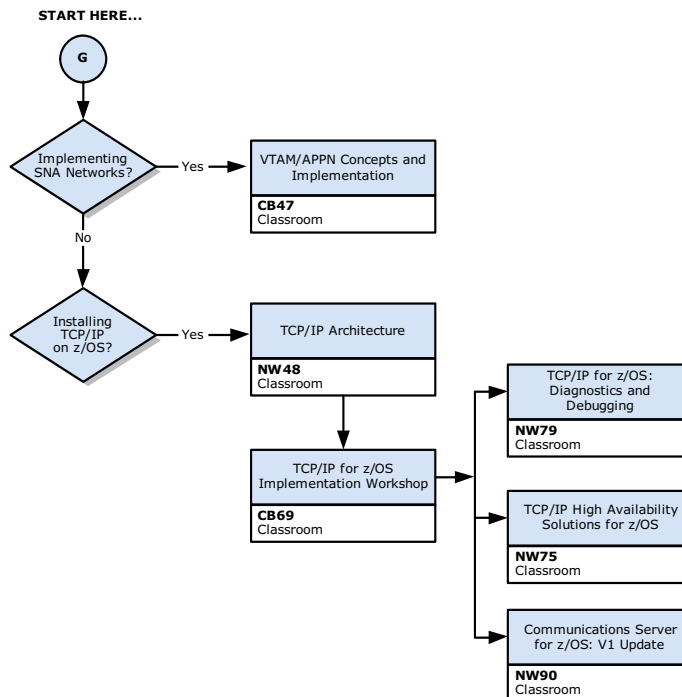 START HERE...
G
Implementing
SNA Networks?
Yes
VTAM/APPN Concepts and
Implementation
CB47
Classroom
No
Installing
TCP/IP
on z/OS?
Yes
TCP/IP Architecture
NW48
Classroom
TCP/IP for z/OS
Implementation Workshop
CB69
Classroom
TCP/IP for z/OS:
Diagnostics and
Debugging
NW79
Classroom
TCP/IP High Availability
Solutions for z/OS
NW75
Classroom
Communications Server
for z/OS: V1 Update
NW90
Classroom